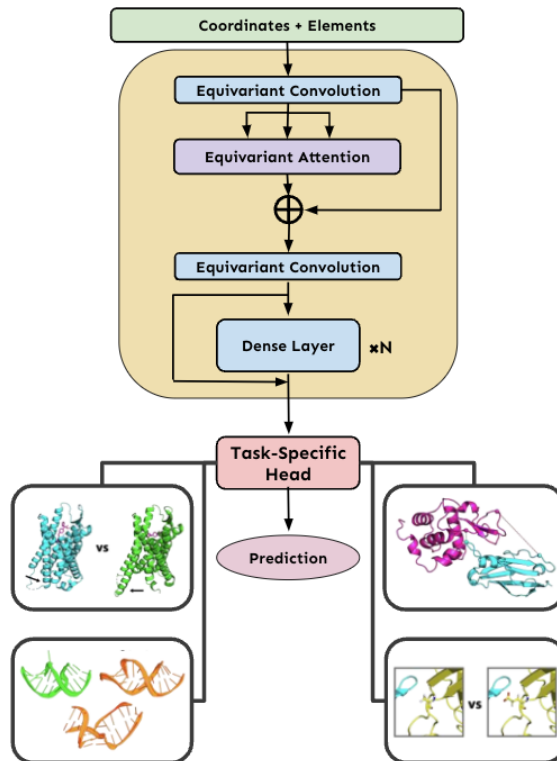 Coordinates + Elements
Equivariant Convolution
Equivariant Attention
Equivariant Convolution
Dense Layer
×N
Task-Specific
Head
Prediction
vs
vs